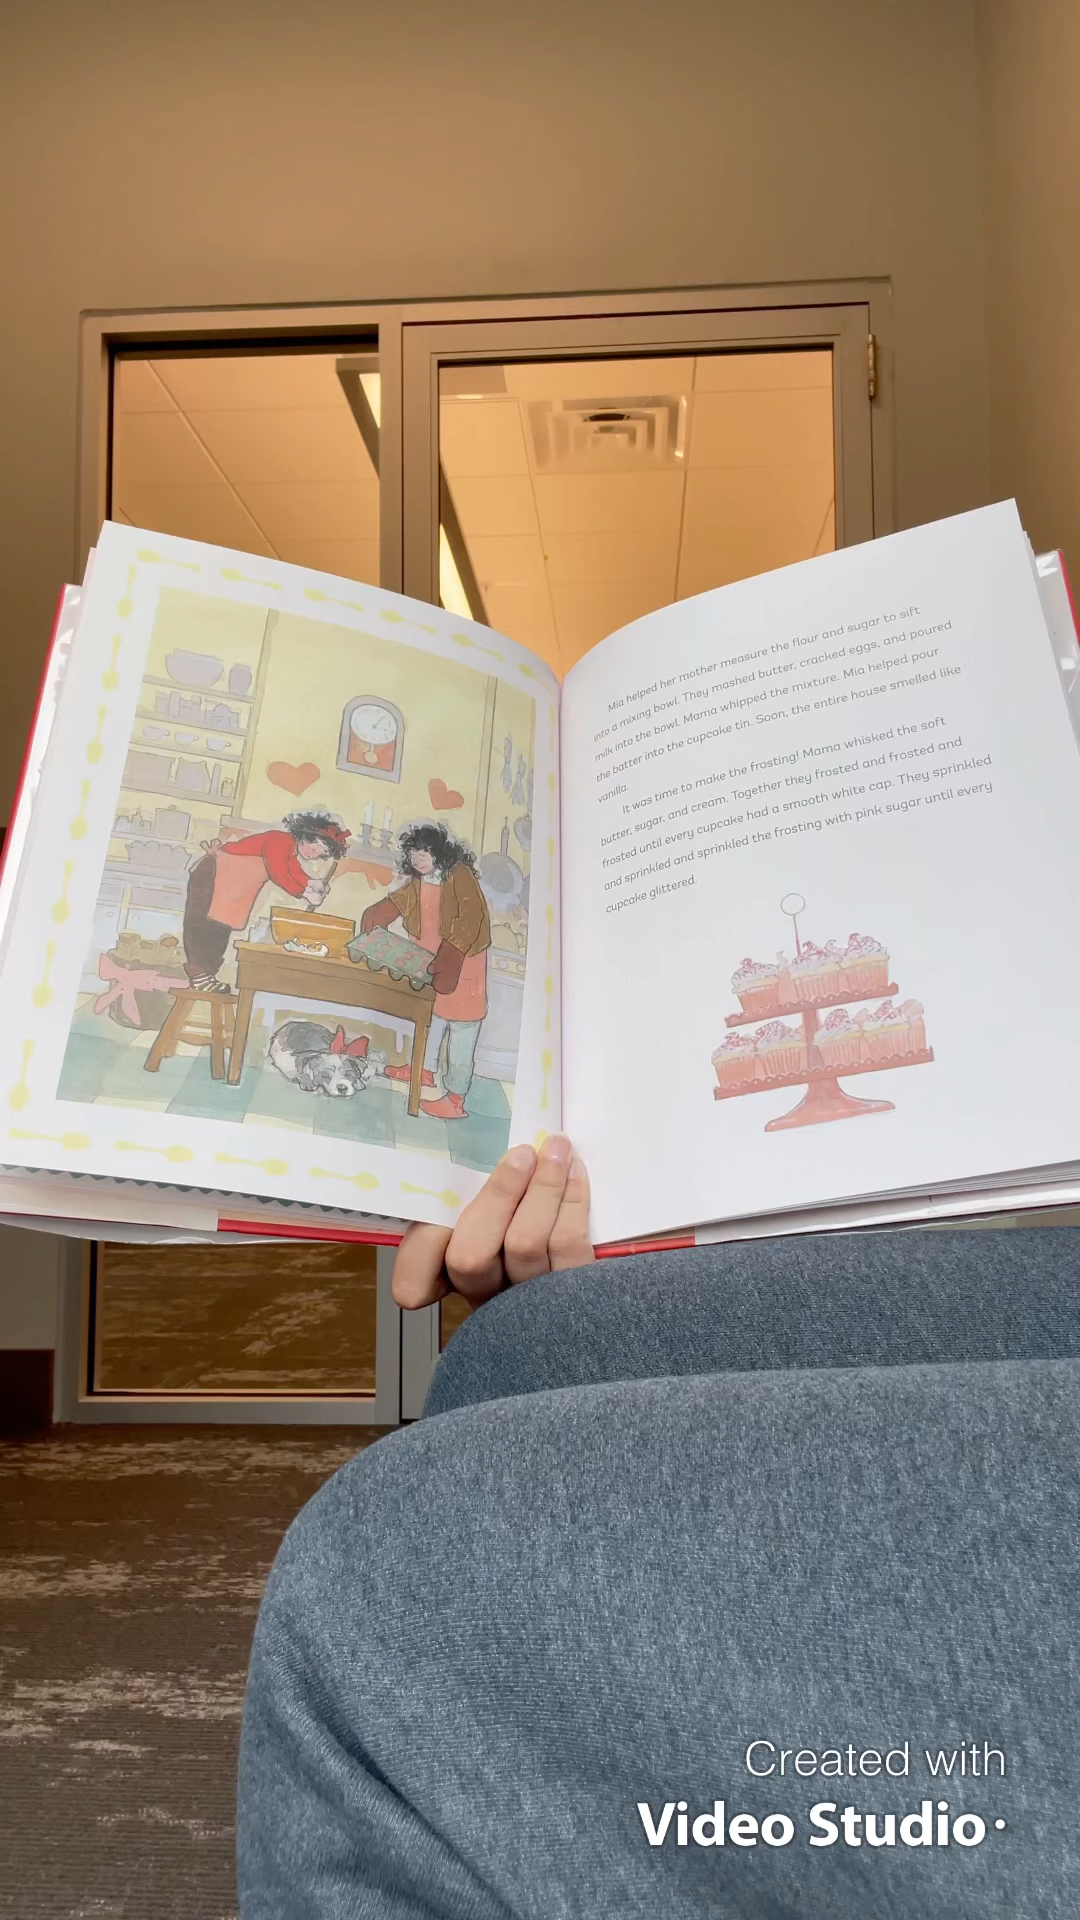 Mia helped her mother measure the flour and sugar to sift
into a mixing bowl. They mashed butter, cracked eggs, and poured
milk into the bowl. Mama whipped the mixture. Mia helped pour
the batter into the cupcake tin. Soon, the entire house smelled like
vanilla.
It was time to make the frosting! Mama whisked the soft
butter, sugar, and cream. Together they frosted and frosted and
frosted until every cupcake had a smooth white cap. They sprinkled
and sprinkled and sprinkled the frosting with pink sugar until every
cupcake glittered.
Created with
Video Studio